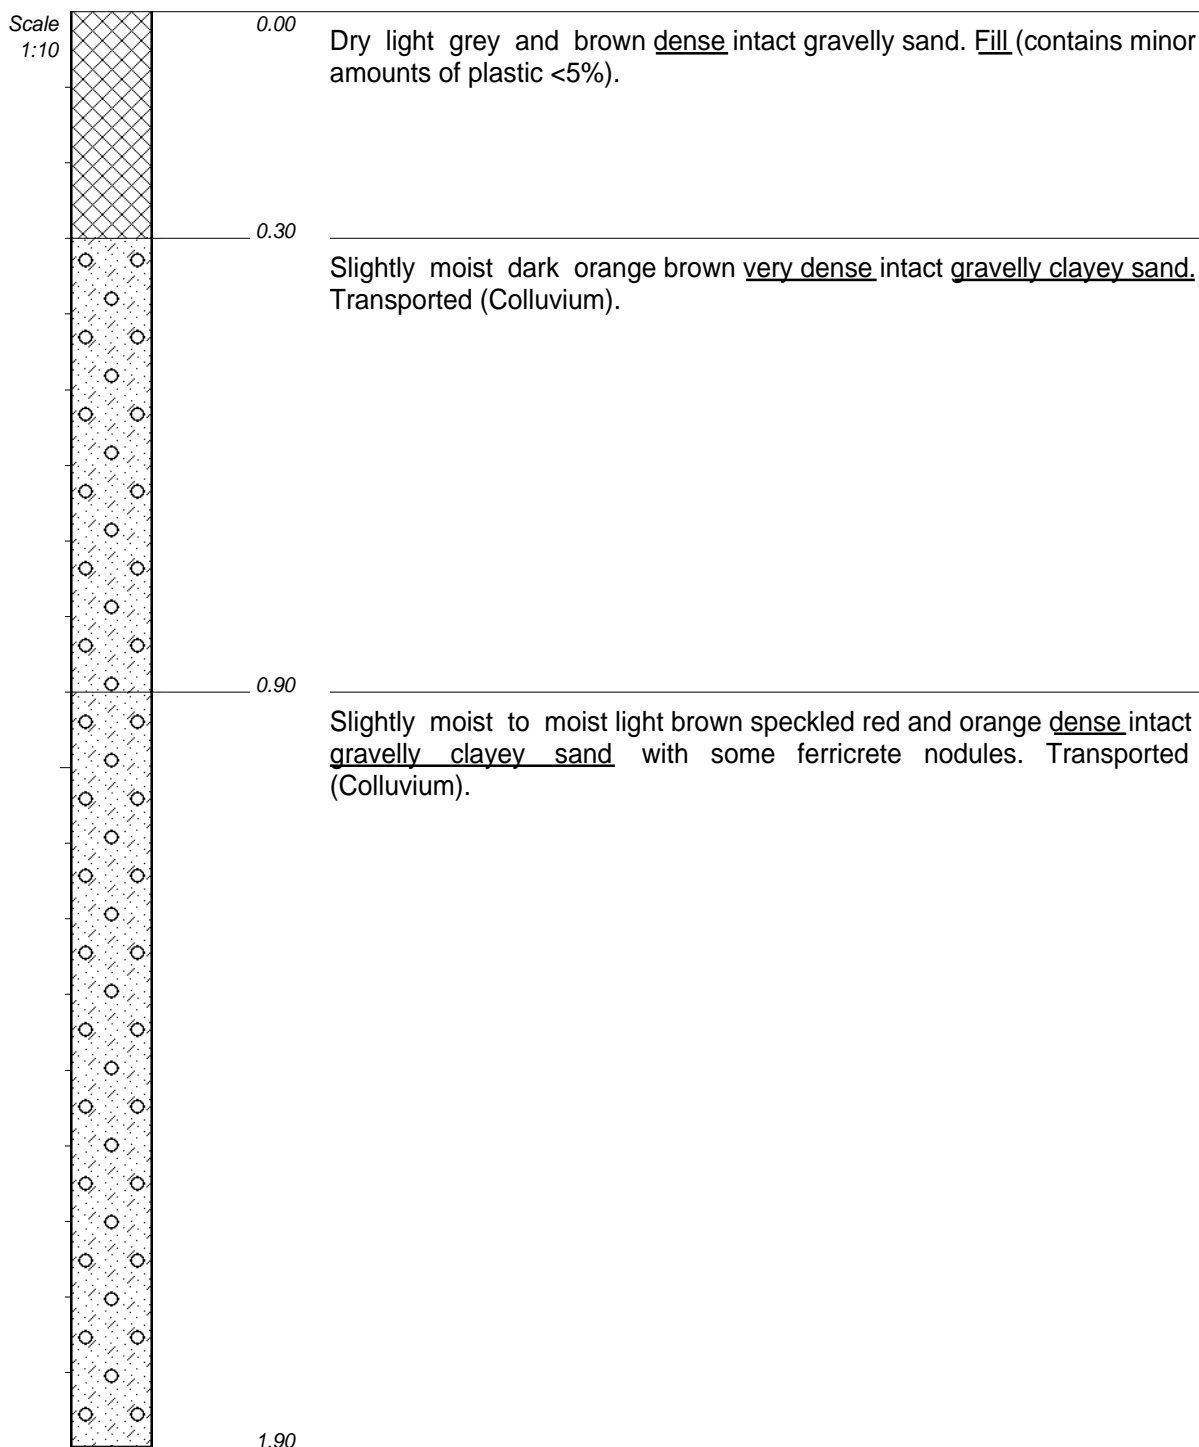 Scale
1:10
0.00
Dry light grey and brown dense intact gravelly sand. Fill (contains minor
amounts of plastic <5%).
0.30
Slightly moist dark orange brown very dense intact gravelly clayey sand.
Transported (Colluvium).
0.90
Slightly moist to moist light brown speckled red and orange dense intact
gravelly clayey sand with some ferricrete nodules. Transported
(Colluvium).
1.90